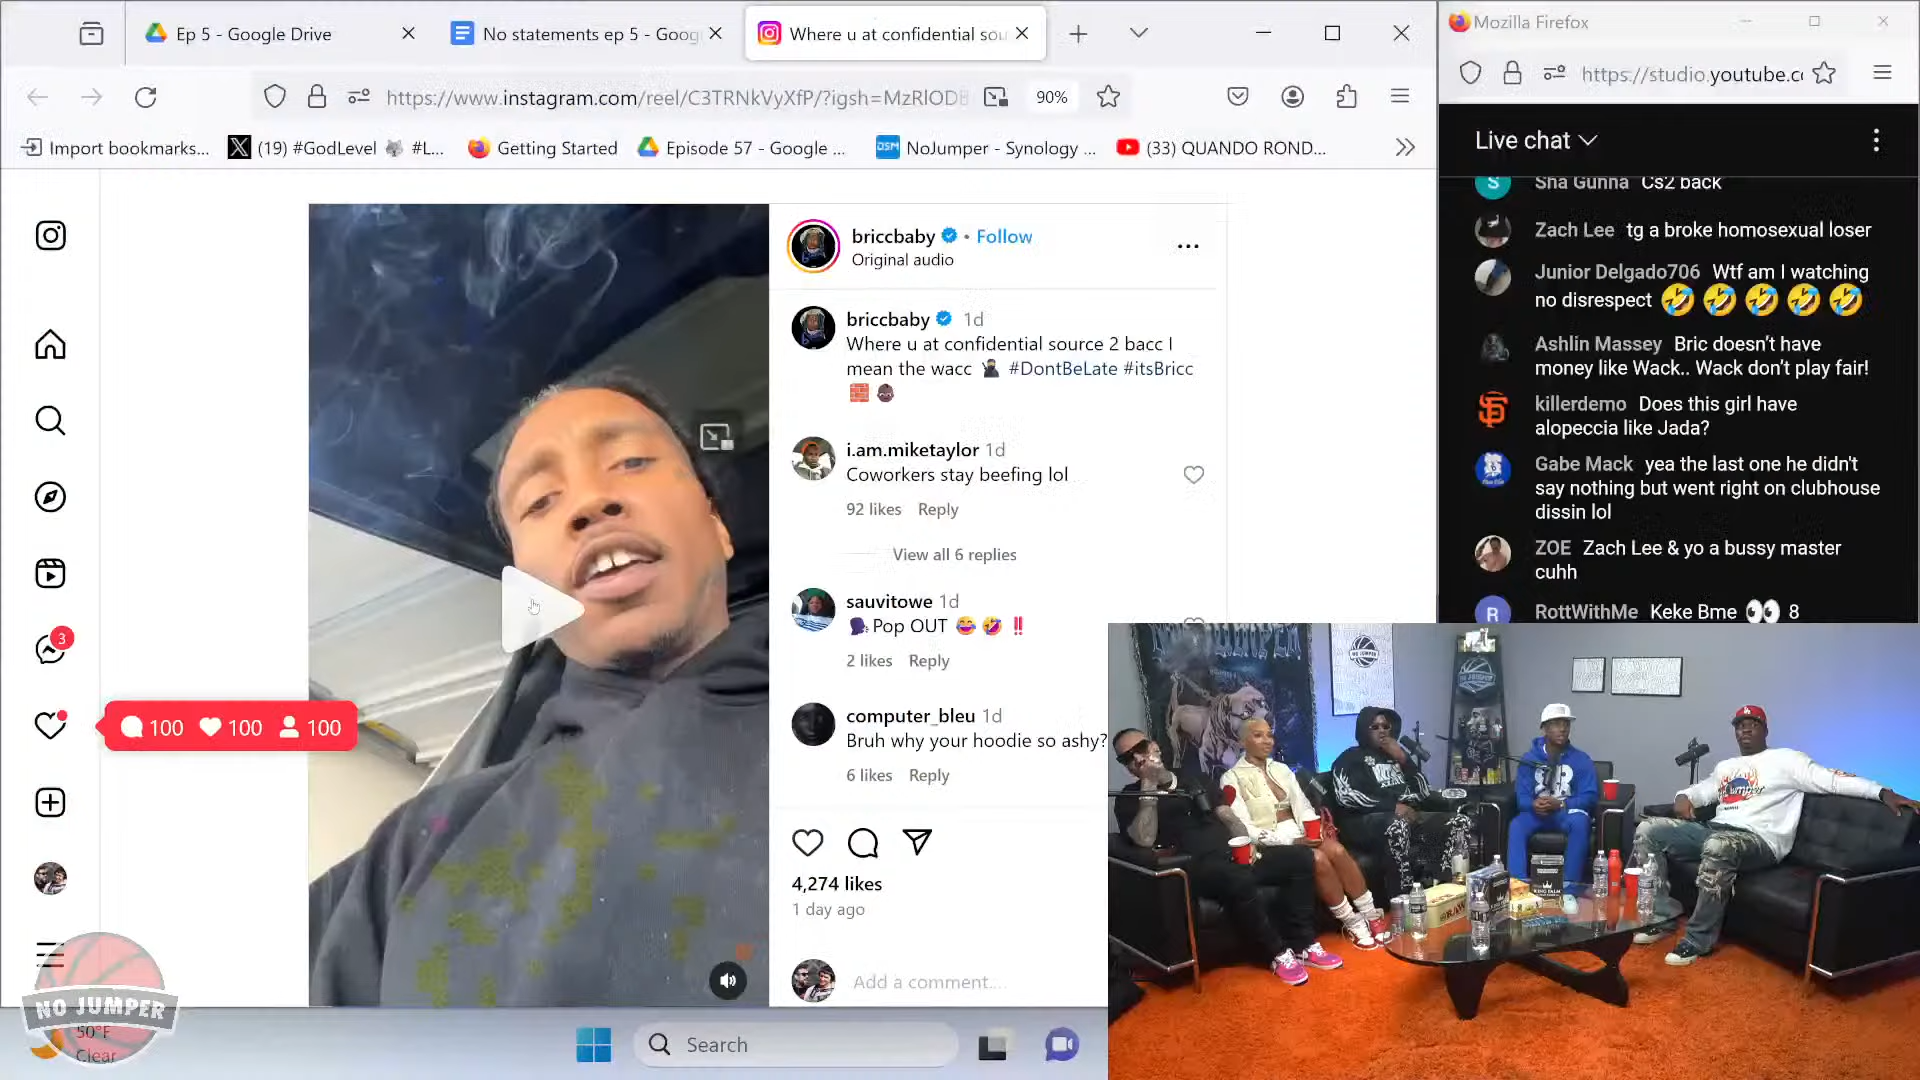 Ep 5 - Google Drive
No statements ep 5 - Goog
Where u at confidential sou
https://www.instagram.com/reel/C3TRNkVyXfP/?igsh=MzRlOD
90%
Import bookmarks...
(19) #GodLevel #L...
Getting Started
Episode 57 - Google ...
NoJumper - Synology ...
(33) QUANDO ROND...
briccbaby • Follow
Original audio
briccbaby 1d
Where u at confidential source 2 bacc I
mean the wacc #DontBeLate #itsBricc
i.am.miketaylor 1d
Coworkers stay beefing lol
92 likes Reply
View all 6 replies
sauvitowe 1d
Pop OUT ‼️
2 likes Reply
computer_bleu 1d
Bruh why your hoodie so ashy?
6 likes Reply
4,274 likes
1 day ago
Add a comment...
3
100 100 100
NO JUMPER
50°F
Clear
Search
Mozilla Firefox
https://studio.youtube.c
Live chat
Sha Gunna Cs2 back
Zach Lee tg a broke homosexual loser
Junior Delgado706 Wtf am I watching
no disrespect 🤣🤣🤣🤣🤣
Ashlin Massey Bric doesn't have
money like Wack.. Wack don't play fair!
killerdemo Does this girl have
alopeccia like Jada?
Gabe Mack yea the last one he didn't
say nothing but went right on clubhouse
dissin lol
ZOE Zach Lee & yo a bussy master
cuhh
RottWithMe Keke Bme 👀 8
NO JUMPER
RAW